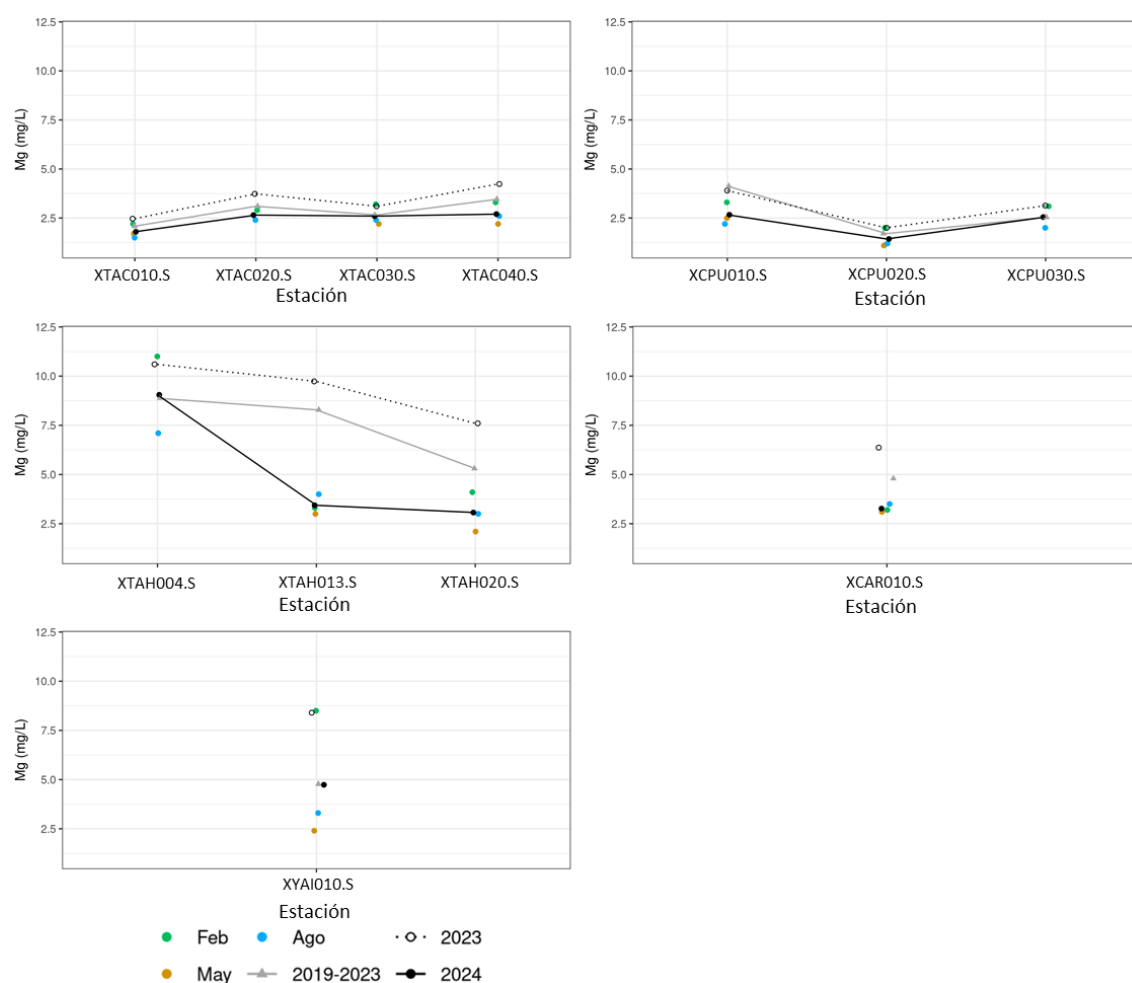 12.5
10.0
7.5
5.0
2.5
Mg (mg/L)
XTAC010.S XTAC020.S XTAC030.S XTAC040.S
Estación
12.5
10.0
7.5
5.0
2.5
Mg (mg/L)
XCPU010.S XCPU020.S XCPU030.S
Estación
12.5
10.0
7.5
5.0
2.5
Mg (mg/L)
XTAH004.S XTAH013.S XTAH020.S
Estación
12.5
10.0
7.5
5.0
2.5
Mg (mg/L)
XCAR010.S
Estación
12.5
10.0
7.5
5.0
2.5
Mg (mg/L)
XYAI010.S
Estación
Feb Ago 2023
May 2019-2023 2024